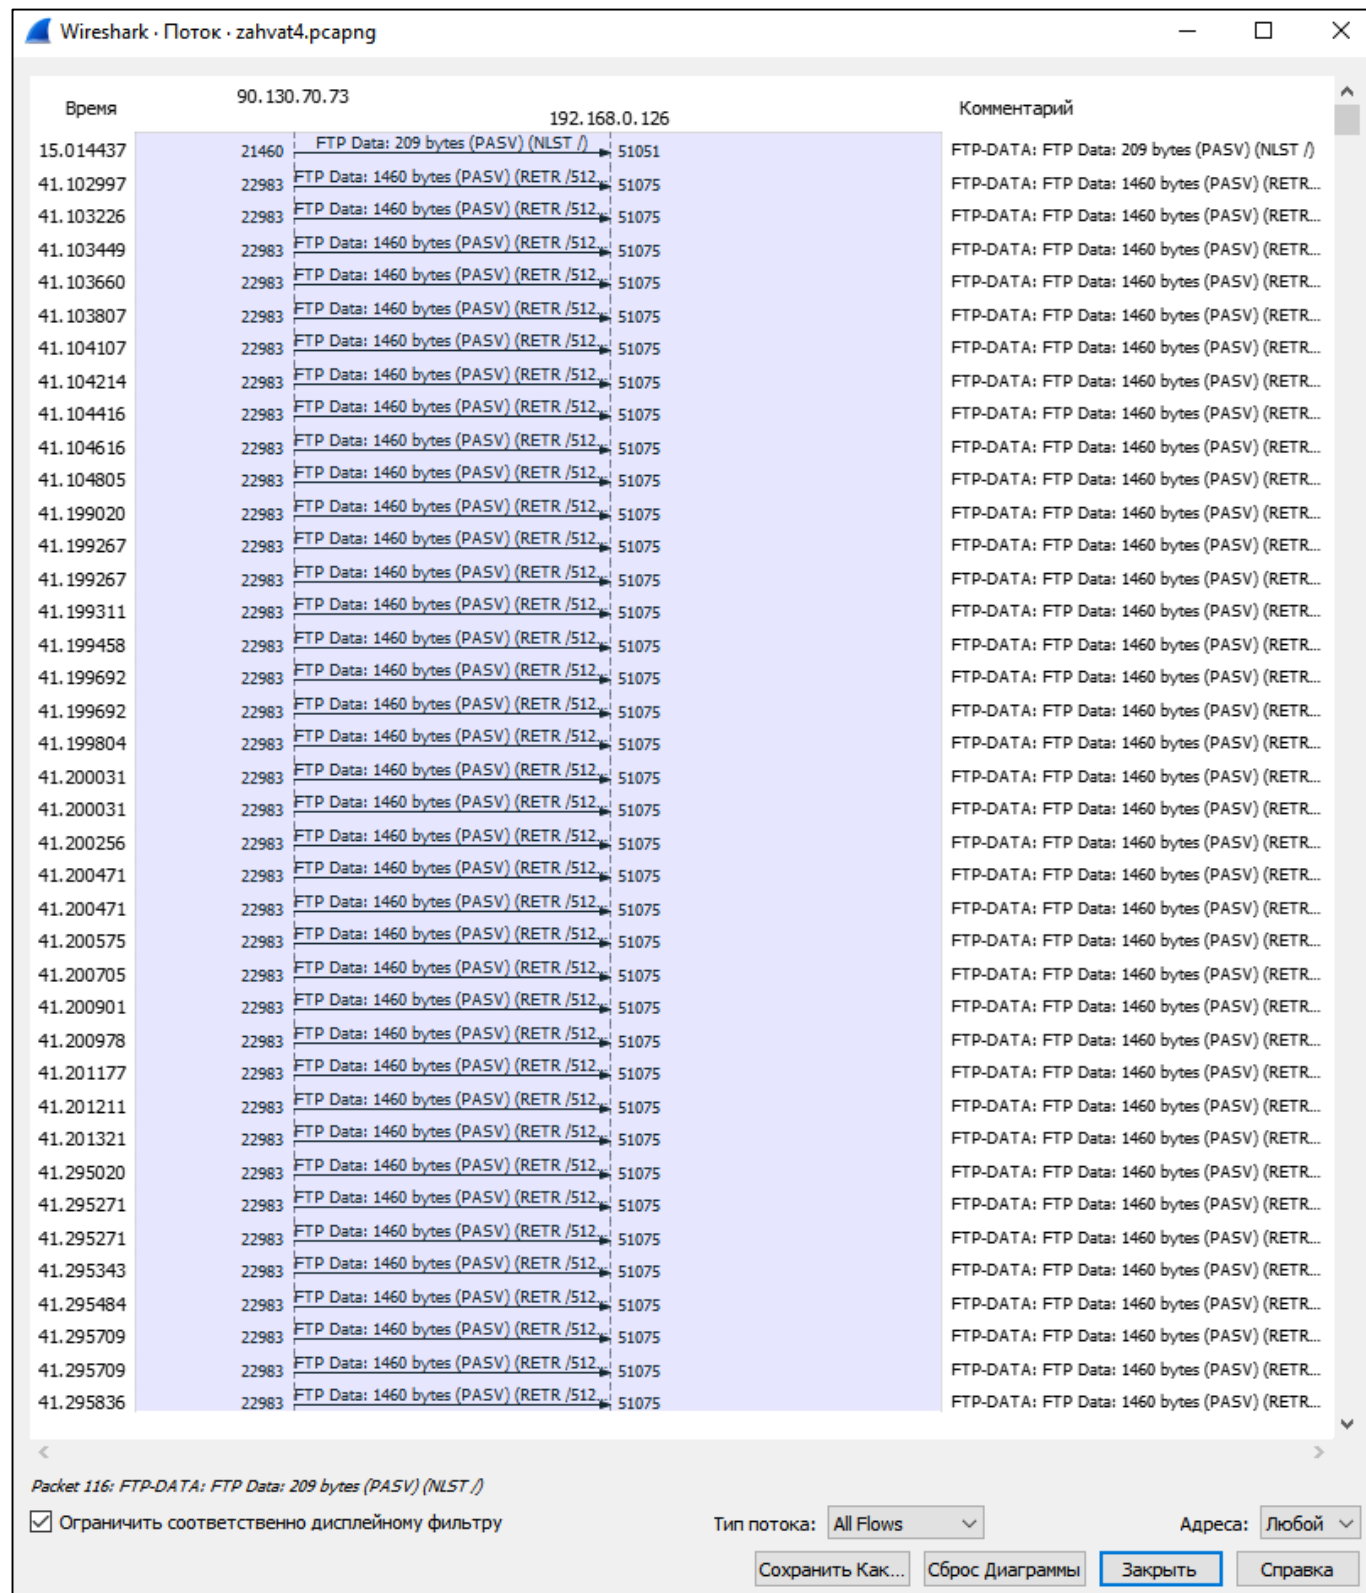 Wireshark · Поток · zahvat4.pcapng
Время 90.130.70.73 192.168.0.126 Комментарий
15.014437 21460 FTP Data: 209 bytes (PASV) (NLST /) 51051 FTP-DATA: FTP Data: 209 bytes (PASV) (NLST /)
41.102997 22983 FTP Data: 1460 bytes (PASV) (RETR /512... 51075 FTP-DATA: FTP Data: 1460 bytes (PASV) (RETR...
41.103226 22983 FTP Data: 1460 bytes (PASV) (RETR /512... 51075 FTP-DATA: FTP Data: 1460 bytes (PASV) (RETR...
41.103449 22983 FTP Data: 1460 bytes (PASV) (RETR /512... 51075 FTP-DATA: FTP Data: 1460 bytes (PASV) (RETR...
41.103660 22983 FTP Data: 1460 bytes (PASV) (RETR /512... 51075 FTP-DATA: FTP Data: 1460 bytes (PASV) (RETR...
41.103807 22983 FTP Data: 1460 bytes (PASV) (RETR /512... 51075 FTP-DATA: FTP Data: 1460 bytes (PASV) (RETR...
41.104107 22983 FTP Data: 1460 bytes (PASV) (RETR /512... 51075 FTP-DATA: FTP Data: 1460 bytes (PASV) (RETR...
41.104214 22983 FTP Data: 1460 bytes (PASV) (RETR /512... 51075 FTP-DATA: FTP Data: 1460 bytes (PASV) (RETR...
41.104416 22983 FTP Data: 1460 bytes (PASV) (RETR /512... 51075 FTP-DATA: FTP Data: 1460 bytes (PASV) (RETR...
41.104616 22983 FTP Data: 1460 bytes (PASV) (RETR /512... 51075 FTP-DATA: FTP Data: 1460 bytes (PASV) (RETR...
41.104805 22983 FTP Data: 1460 bytes (PASV) (RETR /512... 51075 FTP-DATA: FTP Data: 1460 bytes (PASV) (RETR...
41.199020 22983 FTP Data: 1460 bytes (PASV) (RETR /512... 51075 FTP-DATA: FTP Data: 1460 bytes (PASV) (RETR...
41.199267 22983 FTP Data: 1460 bytes (PASV) (RETR /512... 51075 FTP-DATA: FTP Data: 1460 bytes (PASV) (RETR...
41.199267 22983 FTP Data: 1460 bytes (PASV) (RETR /512... 51075 FTP-DATA: FTP Data: 1460 bytes (PASV) (RETR...
41.199311 22983 FTP Data: 1460 bytes (PASV) (RETR /512... 51075 FTP-DATA: FTP Data: 1460 bytes (PASV) (RETR...
41.199458 22983 FTP Data: 1460 bytes (PASV) (RETR /512... 51075 FTP-DATA: FTP Data: 1460 bytes (PASV) (RETR...
41.199692 22983 FTP Data: 1460 bytes (PASV) (RETR /512... 51075 FTP-DATA: FTP Data: 1460 bytes (PASV) (RETR...
41.199692 22983 FTP Data: 1460 bytes (PASV) (RETR /512... 51075 FTP-DATA: FTP Data: 1460 bytes (PASV) (RETR...
41.199804 22983 FTP Data: 1460 bytes (PASV) (RETR /512... 51075 FTP-DATA: FTP Data: 1460 bytes (PASV) (RETR...
41.200031 22983 FTP Data: 1460 bytes (PASV) (RETR /512... 51075 FTP-DATA: FTP Data: 1460 bytes (PASV) (RETR...
41.200031 22983 FTP Data: 1460 bytes (PASV) (RETR /512... 51075 FTP-DATA: FTP Data: 1460 bytes (PASV) (RETR...
41.200256 22983 FTP Data: 1460 bytes (PASV) (RETR /512... 51075 FTP-DATA: FTP Data: 1460 bytes (PASV) (RETR...
41.200471 22983 FTP Data: 1460 bytes (PASV) (RETR /512... 51075 FTP-DATA: FTP Data: 1460 bytes (PASV) (RETR...
41.200471 22983 FTP Data: 1460 bytes (PASV) (RETR /512... 51075 FTP-DATA: FTP Data: 1460 bytes (PASV) (RETR...
41.200575 22983 FTP Data: 1460 bytes (PASV) (RETR /512... 51075 FTP-DATA: FTP Data: 1460 bytes (PASV) (RETR...
41.200705 22983 FTP Data: 1460 bytes (PASV) (RETR /512... 51075 FTP-DATA: FTP Data: 1460 bytes (PASV) (RETR...
41.200901 22983 FTP Data: 1460 bytes (PASV) (RETR /512... 51075 FTP-DATA: FTP Data: 1460 bytes (PASV) (RETR...
41.200978 22983 FTP Data: 1460 bytes (PASV) (RETR /512... 51075 FTP-DATA: FTP Data: 1460 bytes (PASV) (RETR...
41.201177 22983 FTP Data: 1460 bytes (PASV) (RETR /512... 51075 FTP-DATA: FTP Data: 1460 bytes (PASV) (RETR...
41.201211 22983 FTP Data: 1460 bytes (PASV) (RETR /512... 51075 FTP-DATA: FTP Data: 1460 bytes (PASV) (RETR...
41.201321 22983 FTP Data: 1460 bytes (PASV) (RETR /512... 51075 FTP-DATA: FTP Data: 1460 bytes (PASV) (RETR...
41.295020 22983 FTP Data: 1460 bytes (PASV) (RETR /512... 51075 FTP-DATA: FTP Data: 1460 bytes (PASV) (RETR...
41.295271 22983 FTP Data: 1460 bytes (PASV) (RETR /512... 51075 FTP-DATA: FTP Data: 1460 bytes (PASV) (RETR...
41.295271 22983 FTP Data: 1460 bytes (PASV) (RETR /512... 51075 FTP-DATA: FTP Data: 1460 bytes (PASV) (RETR...
41.295343 22983 FTP Data: 1460 bytes (PASV) (RETR /512... 51075 FTP-DATA: FTP Data: 1460 bytes (PASV) (RETR...
41.295484 22983 FTP Data: 1460 bytes (PASV) (RETR /512... 51075 FTP-DATA: FTP Data: 1460 bytes (PASV) (RETR...
41.295709 22983 FTP Data: 1460 bytes (PASV) (RETR /512... 51075 FTP-DATA: FTP Data: 1460 bytes (PASV) (RETR...
41.295709 22983 FTP Data: 1460 bytes (PASV) (RETR /512... 51075 FTP-DATA: FTP Data: 1460 bytes (PASV) (RETR...
41.295836 22983 FTP Data: 1460 bytes (PASV) (RETR /512... 51075 FTP-DATA: FTP Data: 1460 bytes (PASV) (RETR...
Packet 116: FTP-DATA: FTP Data: 209 bytes (PASV) (NLST /)
Ограничить соответственно дисплейному фильтру Тип потока: All Flows Адреса: Любой
Сохранить Как... Сброс Диаграммы Закрыть Справка